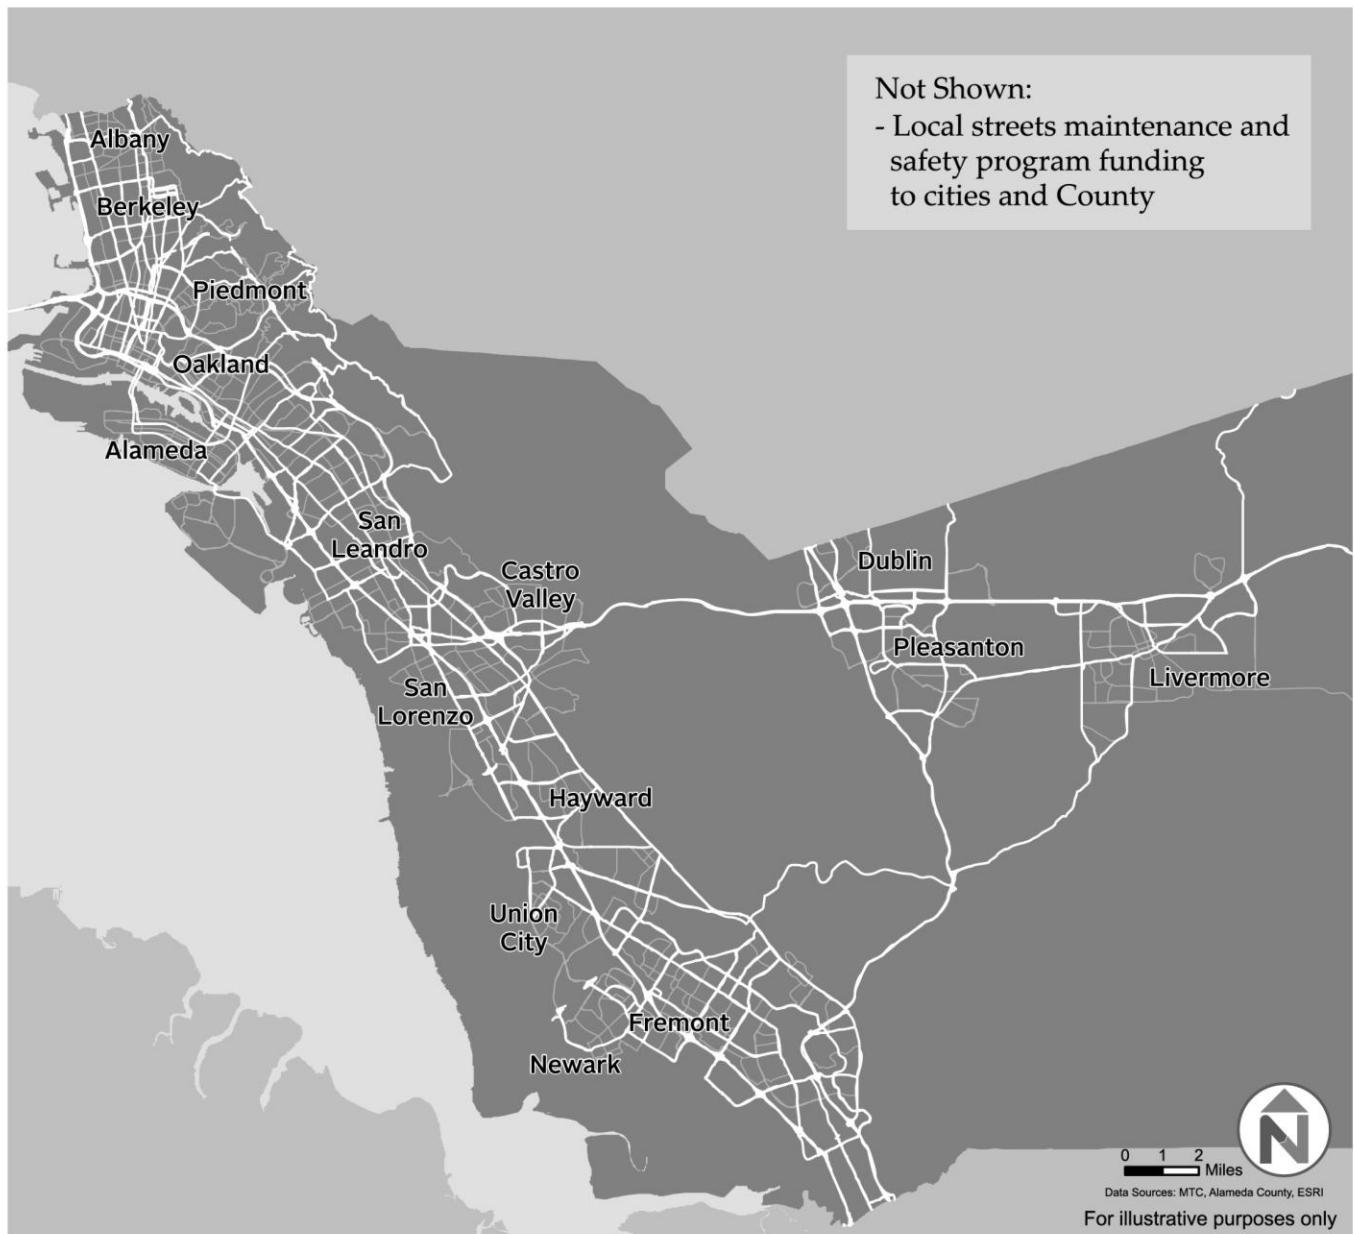 Not Shown:
- Local streets maintenance and
safety program funding
to cities and County
Albany
Berkeley
Piedmont
Oakland
Alameda
San
Leandro
Castro
Valley
Dublin
Pleasanton
Livermore
San
Lorenzo
Hayward
Union
City
Fremont
Newark
N
0 1 2
Miles
Data Sources: MTC, Alameda County, ESRI
For illustrative purposes only